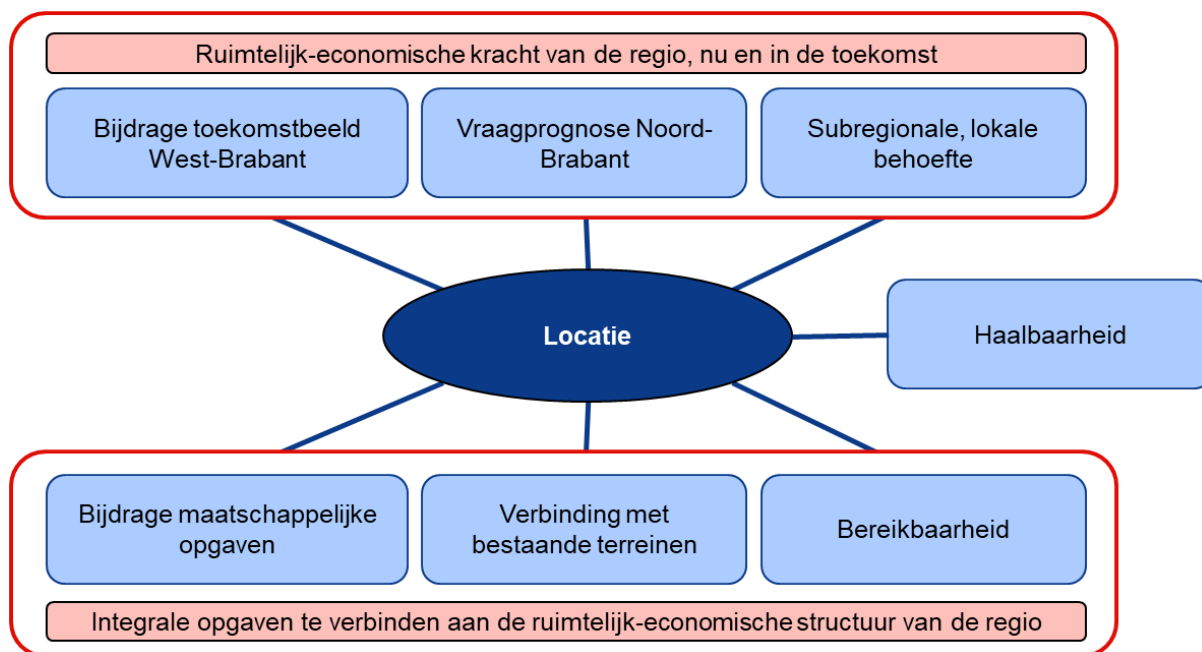 Ruimtelijk-economische kracht van de regio, nu en in de toekomst
Bijdrage toekomstbeeld
West-Brabant
Vraagprognose Noord-
Brabant
Subregionale, lokale
behoefte
Locatie
Haalbaarheid
Bijdrage maatschappelijke
opgaven
Verbinding met
bestaande terreinen
Bereikbaarheid
Integrale opgaven te verbinden aan de ruimtelijk-economische structuur van de regio